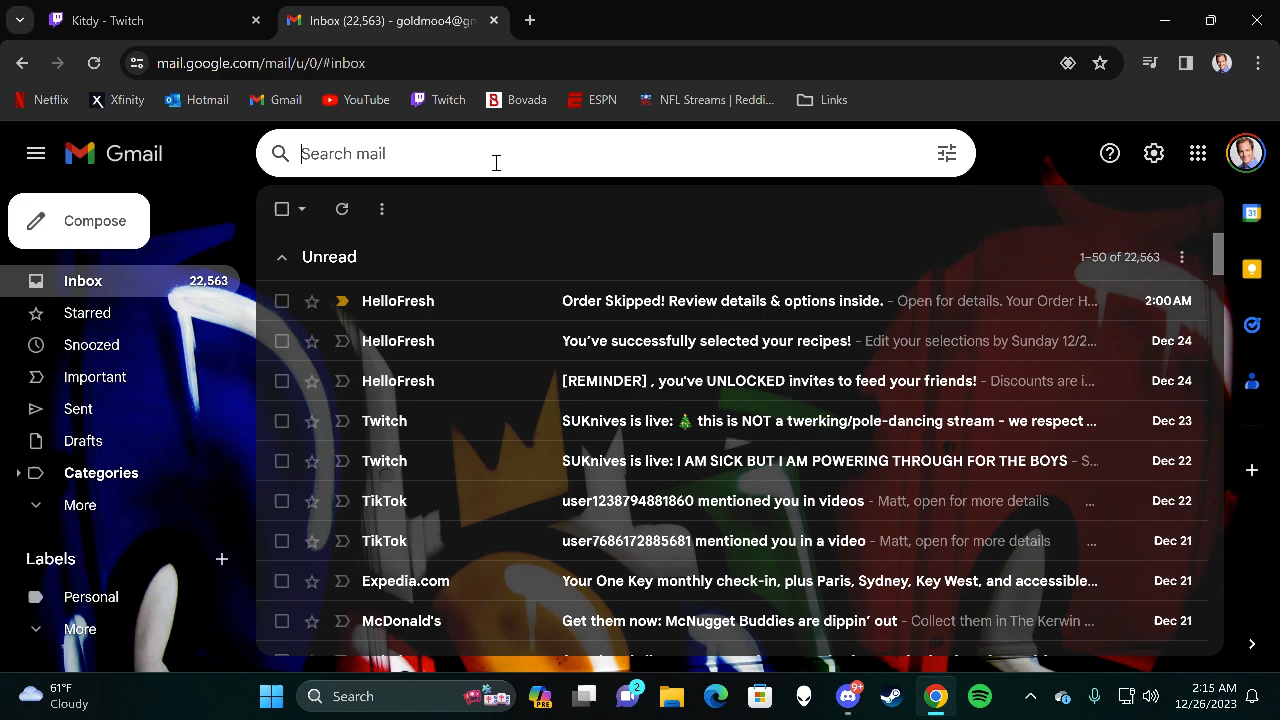 Kitdy - Twitch
Inbox (22,563) - goldmoo4@gm
mail.google.com/mail/u/0/#inbox
Netflix Xfinity Hotmail Gmail YouTube Twitch Bovada ESPN NFL Streams | Reddi... Links
Gmail
Search mail
Compose
Unread 1–50 of 22,563
Inbox 22,563
Starred
Snoozed
Important
Sent
Drafts
Categories
More
Labels
Personal
More
HelloFresh Order Skipped! Review details & options inside. - Open for details. Your Order H... 2:00 AM
HelloFresh You've successfully selected your recipes! - Edit your selections by Sunday 12/2... Dec 24
HelloFresh [REMINDER] , you've UNLOCKED invites to feed your friends! - Discounts are i... Dec 24
Twitch SUKnives is live: 🎄 this is NOT a twerking/pole-dancing stream - we respect ... Dec 23
Twitch SUKnives is live: I AM SICK BUT I AM POWERING THROUGH FOR THE BOYS - S... Dec 22
TikTok user1238794881860 mentioned you in videos - Matt, open for more details ... Dec 22
TikTok user7686172885681 mentioned you in a video - Matt, open for more details ... Dec 21
Expedia.com Your One Key monthly check-in, plus Paris, Sydney, Key West, and accessible... Dec 21
McDonald's Get them now: McNugget Buddies are dippin' out - Collect them in The Kerwin ... Dec 21
31
61°F
Cloudy
Search
PRE
2
9+
2:15 AM
12/26/2023